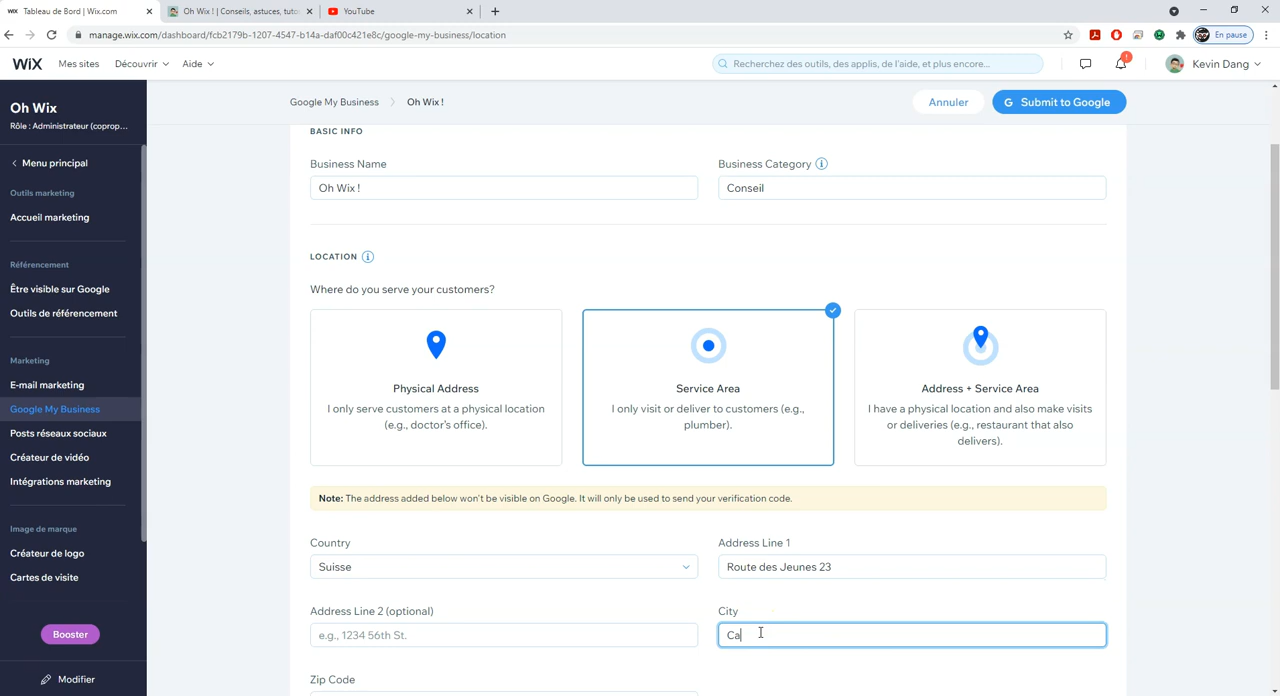 Tableau de Bord | Wix.com
Oh Wix ! | Conseils, astuces, tuto
YouTube
manage.wix.com/dashboard/fcb2179b-1207-4547-b14a-daf00c421e8c/google-my-business/location
En pause
WiX
Mes sites
Découvrir
Aide
Recherchez des outils, des applis, de l'aide, et plus encore...
1
Kevin Dang
Oh Wix
Rôle : Administrateur (coprop...
Menu principal
Outils marketing
Accueil marketing
Référencement
Être visible sur Google
Outils de référencement
Marketing
E-mail marketing
Google My Business
Posts réseaux sociaux
Créateur de vidéo
Intégrations marketing
Image de marque
Créateur de logo
Cartes de visite
Booster
Modifier
Google My Business > Oh Wix !
Annuler
G Submit to Google
BASIC INFO
Business Name
Business Category
Oh Wix !
Conseil
LOCATION
Where do you serve your customers?
Physical Address
I only serve customers at a physical location
(e.g., doctor's office).
Service Area
I only visit or deliver to customers (e.g.,
plumber).
Address + Service Area
I have a physical location and also make visits
or deliveries (e.g., restaurant that also
delivers).
Note: The address added below won't be visible on Google. It will only be used to send your verification code.
Country
Address Line 1
Suisse
Route des Jeunes 23
Address Line 2 (optional)
City
e.g., 1234 56th St.
Ca
Zip Code